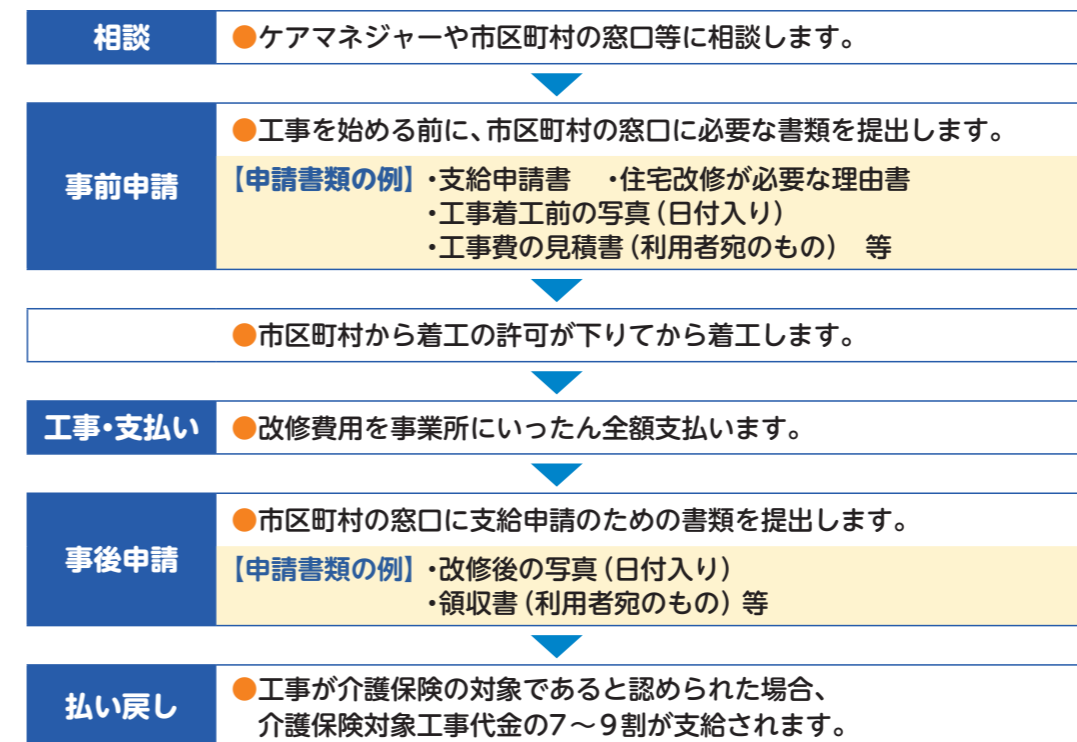 相談
●ケアマネジャーや市区町村の窓口等に相談します。
事前申請
●工事を始める前に、市区町村の窓口に必要な書類を提出します。
【申請書類の例】・支給申請書　・住宅改修が必要な理由書
・工事着工前の写真（日付入り）
・工事費の見積書（利用者宛のもの）　等
●市区町村から着工の許可が下りてから着工します。
工事・支払い
●改修費用を事業所にいったん全額支払います。
事後申請
●市区町村の窓口に支給申請のための書類を提出します。
【申請書類の例】・改修後の写真（日付入り）
・領収書（利用者宛のもの）等
払い戻し
●工事が介護保険の対象であると認められた場合、
介護保険対象工事代金の7～9割が支給されます。